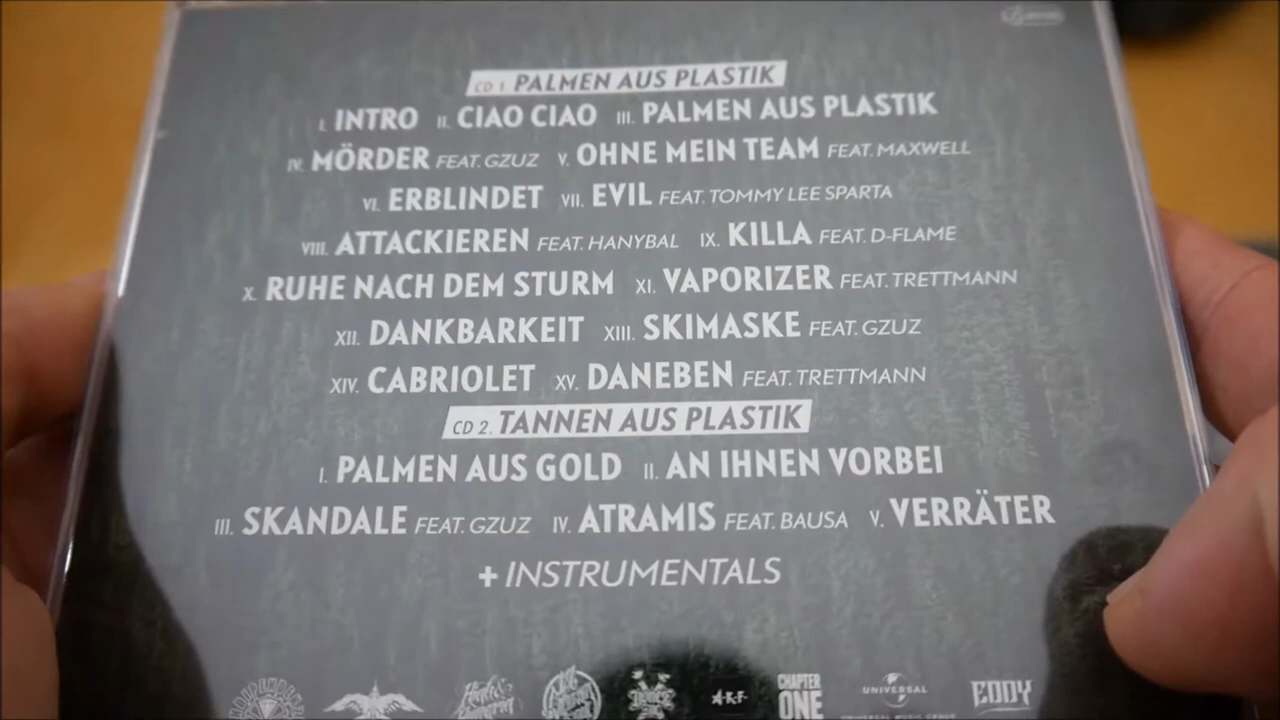 CD 1. PALMEN AUS PLASTIK
I. INTRO II. CIAO CIAO III. PALMEN AUS PLASTIK
IV. MÖRDER FEAT. GZUZ V. OHNE MEIN TEAM FEAT. MAXWELL
VI. ERBLINDET VII. EVIL FEAT. TOMMY LEE SPARTA
VIII. ATTACKIEREN FEAT. HANYBAL IX. KILLA FEAT. D-FLAME
X. RUHE NACH DEM STURM XI. VAPORIZER FEAT. TRETTMANN
XII. DANKBARKEIT XIII. SKIMASKE FEAT. GZUZ
XIV. CABRIOLET XV. DANEBEN FEAT. TRETTMANN
CD 2. TANNEN AUS PLASTIK
I. PALMEN AUS GOLD II. AN IHNEN VORBEI
III. SKANDALE FEAT. GZUZ IV. ATRAMIS FEAT. BAUSA V. VERRÄTER
+ INSTRUMENTALS
CHAPTER
ONE
UNIVERSAL
UNIVERSAL MUSIC GROUP
EDDY